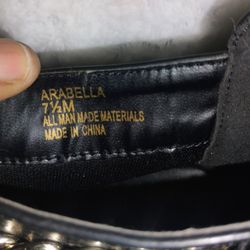 ARABELLA
7½M
ALL MAN MADE MATERIALS
MADE IN CHINA